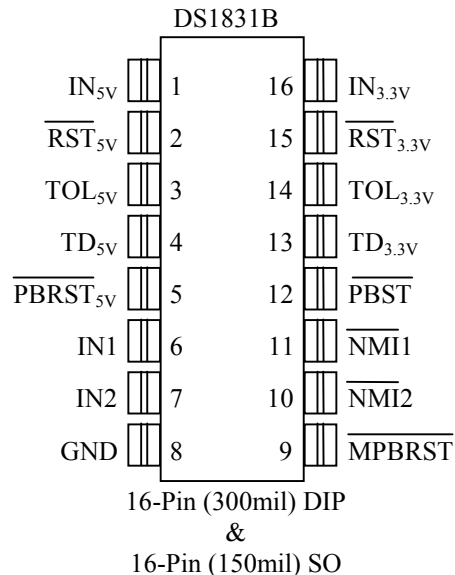 DS1831B
IN5V 1 16 IN3.3V
RST5V 2 15 RST3.3V
TOL5V 3 14 TOL3.3V
TD5V 4 13 TD3.3V
PBRST5V 5 12 PBST
IN1 6 11 NMI1
IN2 7 10 NMI2
GND 8 9 MPBRST
16-Pin (300mil) DIP
&
16-Pin (150mil) SO